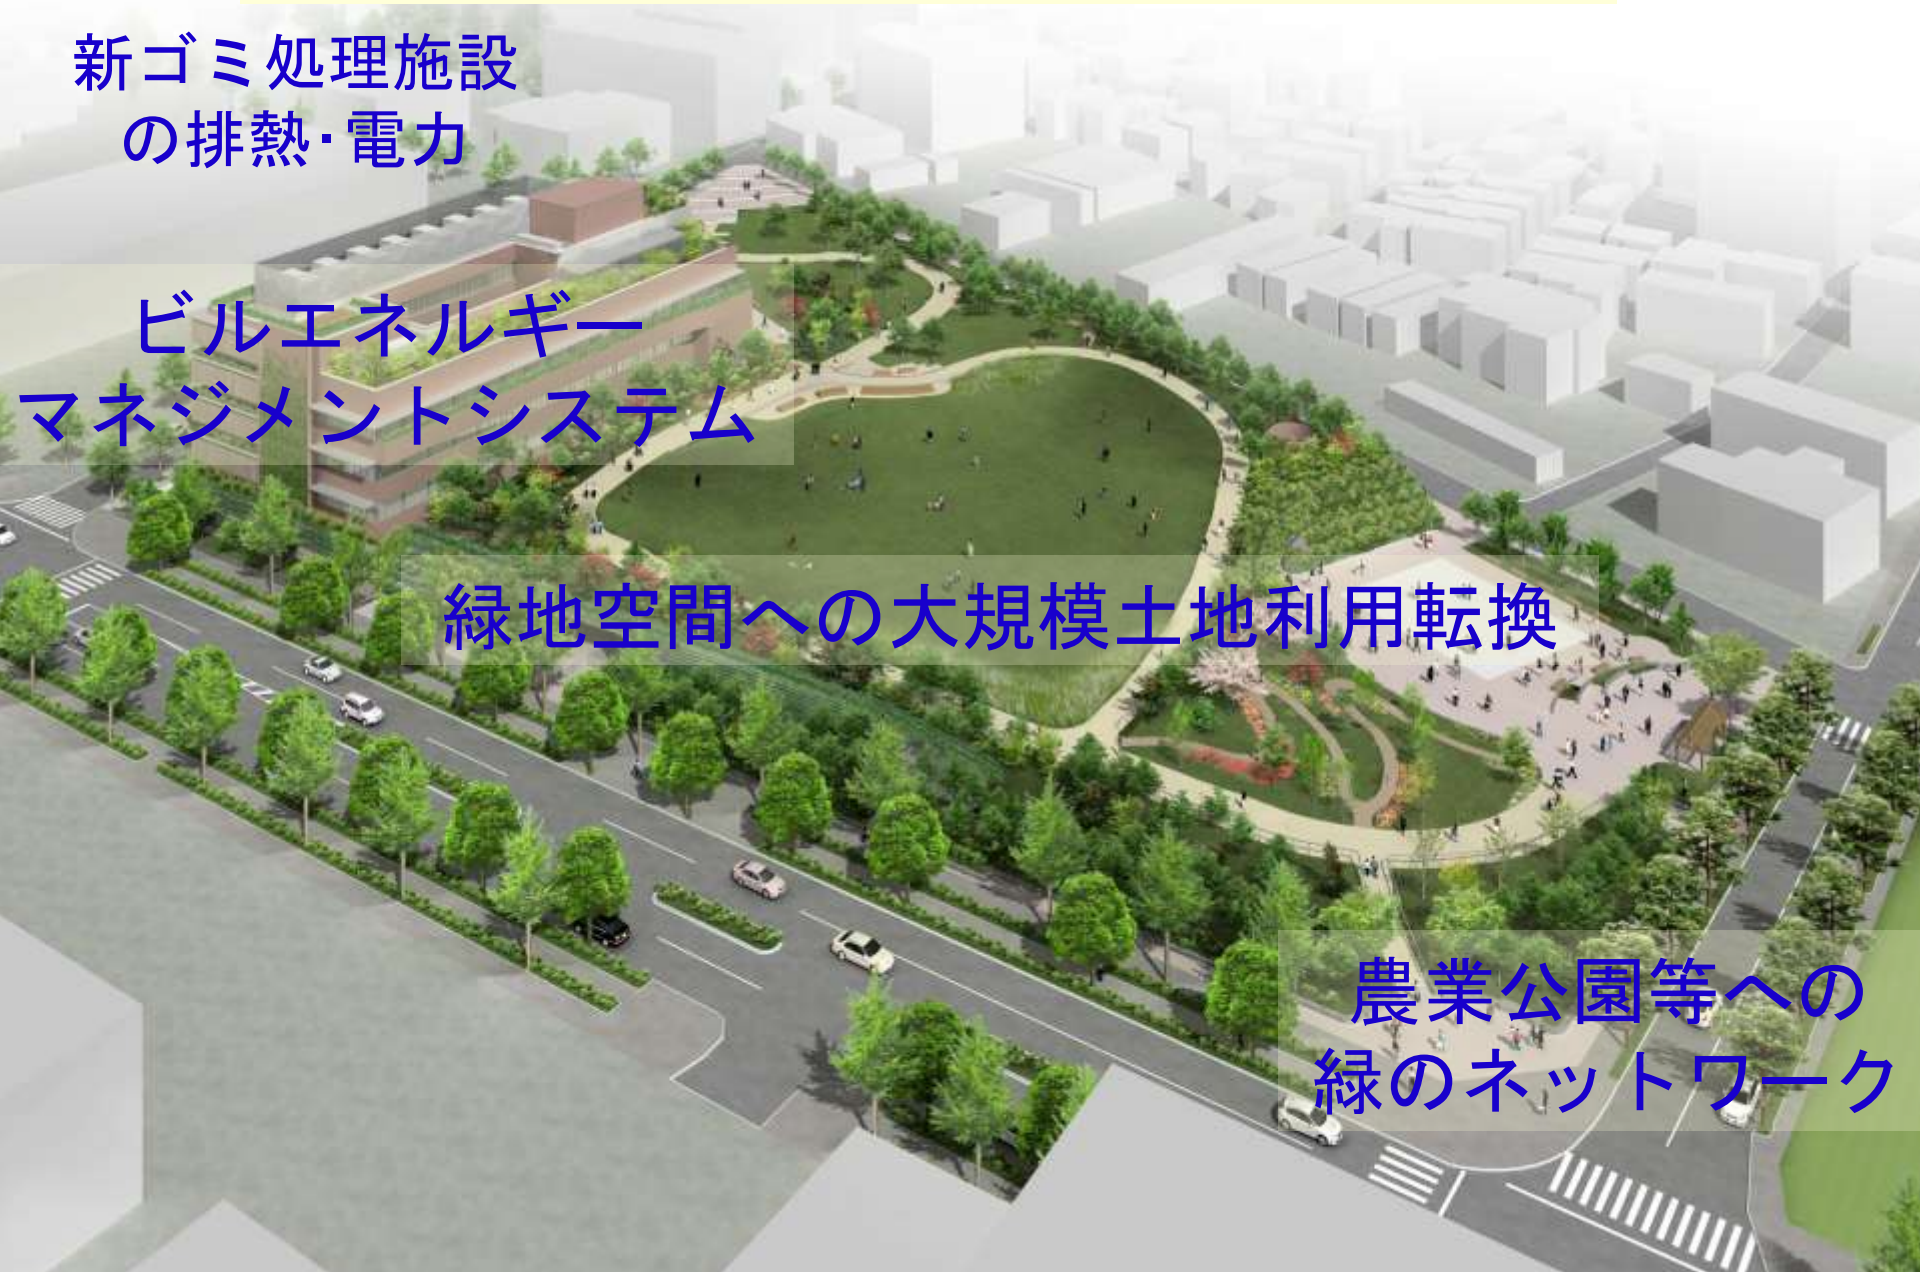 新ゴミ処理施設
の排熱･電力
ビルエネルギー
マネジメントシステム
緑地空間への大規模土地利用転換
農業公園等への
緑のネットワーク